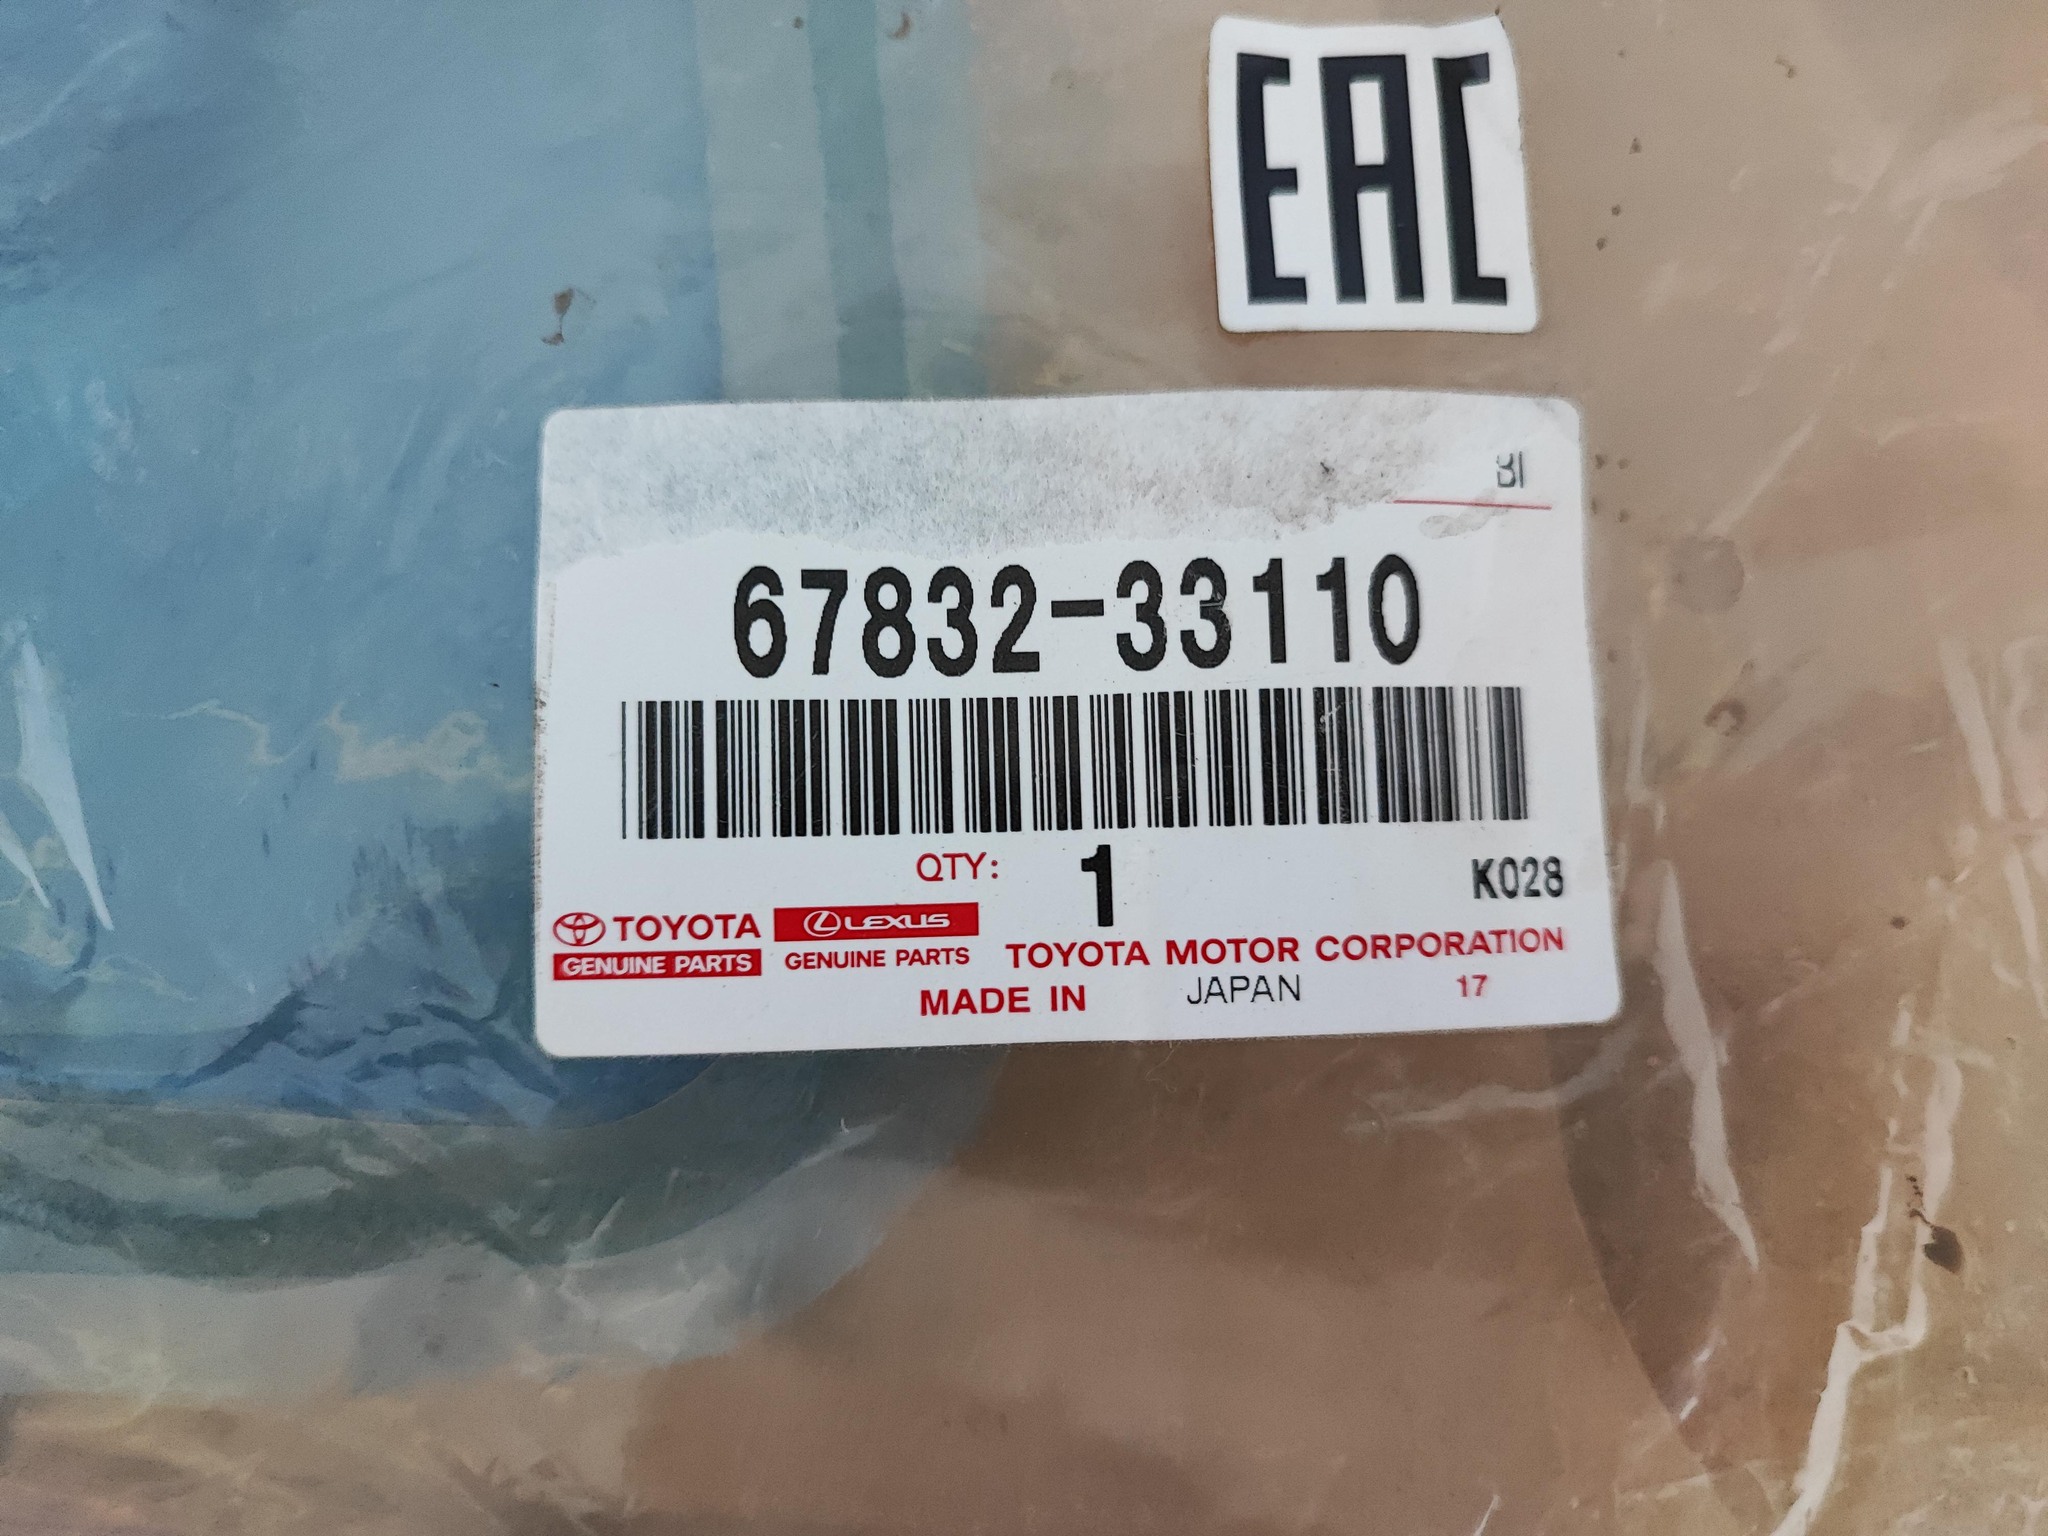 EAC
67832-33110
QTY: 1 K028
TOYOTA LEXUS
GENUINE PARTS GENUINE PARTS TOYOTA MOTOR CORPORATION
MADE IN JAPAN 17